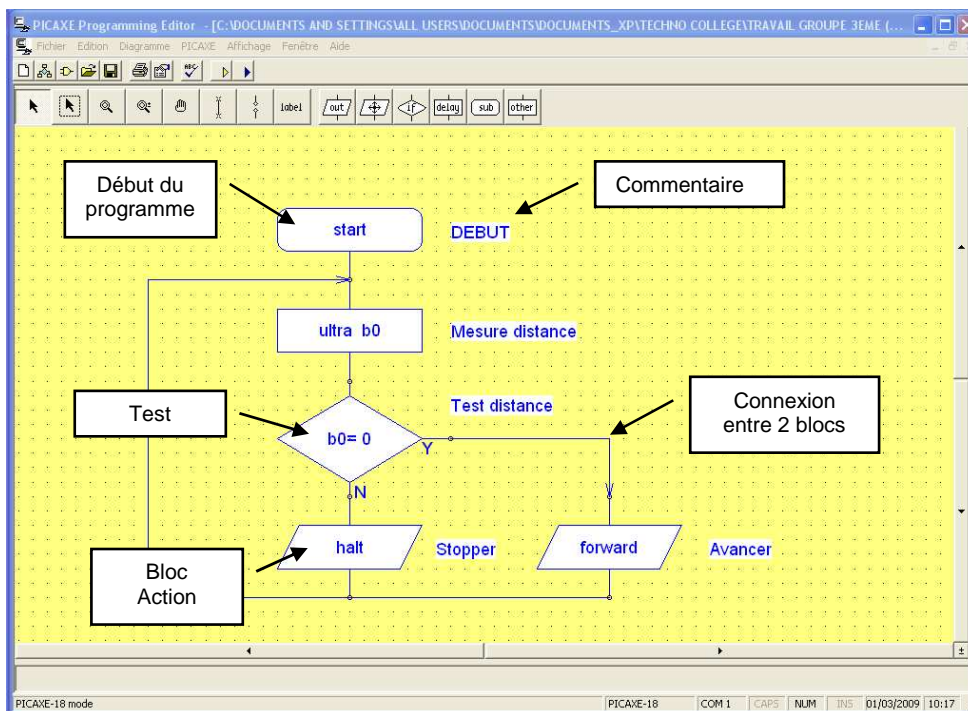 PICAXE Programming Editor - [C:\DOCUMENTS AND SETTINGS\ALL USERS\DOCUMENTS\DOCUMENTS_XP\TECHNO COLLEGE\TRAVAIL GROUPE 3EME (...
Fichier Edition Diagramme PICAXE Affichage Fenêtre Aide
ABC
label out if delay sub other
Début du
programme
Commentaire
start
DEBUT
ultra b0
Mesure distance
Test
Test distance
Connexion
entre 2 blocs
b0= 0
Y
N
halt
Stopper
forward
Avancer
Bloc
Action
PICAXE-18 mode
PICAXE-18 COM 1 CAPS NUM INS 01/03/2009 10:17